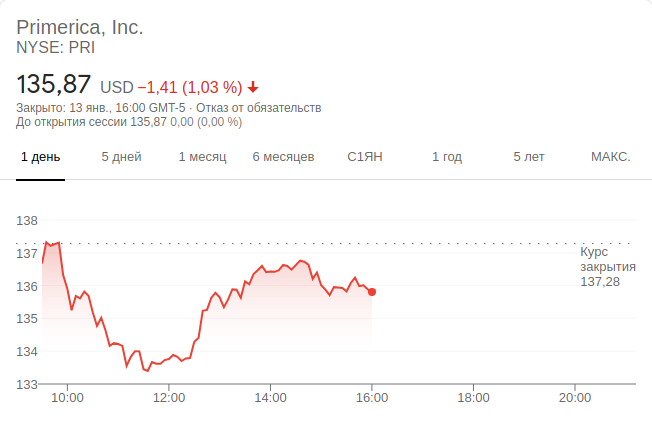 Primerica, Inc.
NYSE: PRI
135,87 USD −1,41 (1,03 %)
Закрыто: 13 янв., 16:00 GMT-5 · Отказ от обязательств
До открытия сессии 135,87 0,00 (0,00 %)
1 день 5 дней 1 месяц 6 месяцев С1ЯН 1 год 5 лет МАКС.
138
137
136
135
134
133
Курс
закрытия
137,28
10:00 12:00 14:00 16:00 18:00 20:00